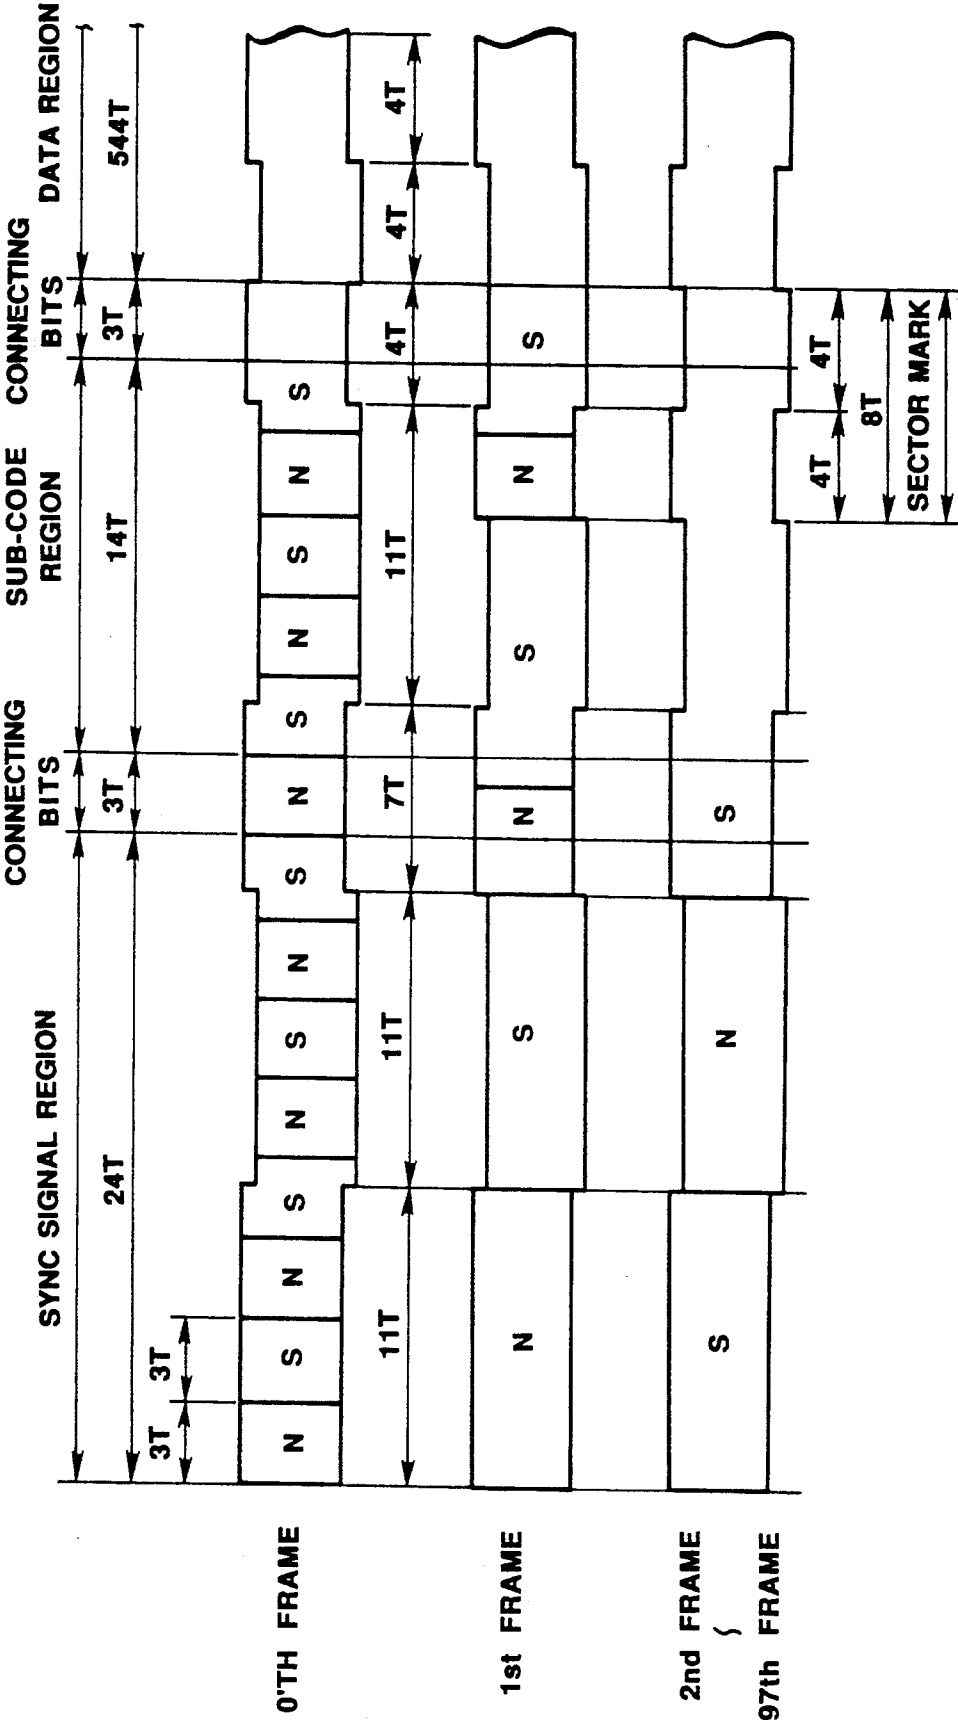 CONNECTING SUB-CODE CONNECTING
SYNC SIGNAL REGION BITS REGION BITS DATA REGION
24T 3T 14T 3T 544T
3T 3T
0'TH FRAME N S N S N S N S N S N S N S
11T 11T 7T 11T 4T 4T 4T
1st FRAME N S N S N S
2nd FRAME S N S
~
97th FRAME
4T 4T
8T
SECTOR MARK